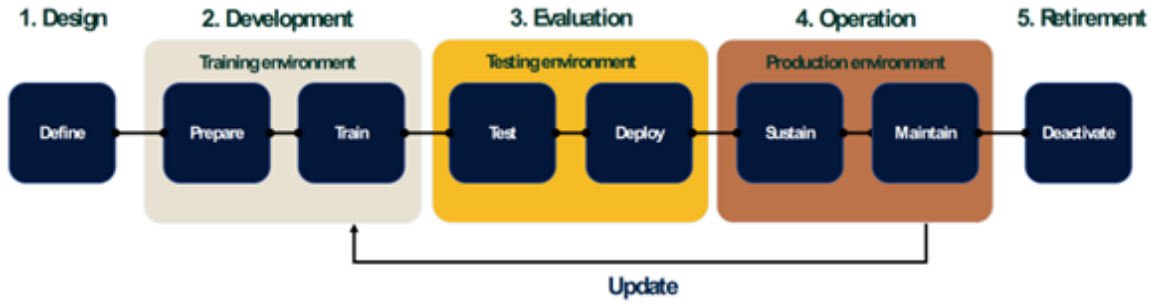 1. Design
2. Development
3. Evaluation
4. Operation
5. Retirement
Training environment
Testing environment
Production environment
Define
Prepare
Train
Test
Deploy
Sustain
Maintain
Deactivate
Update